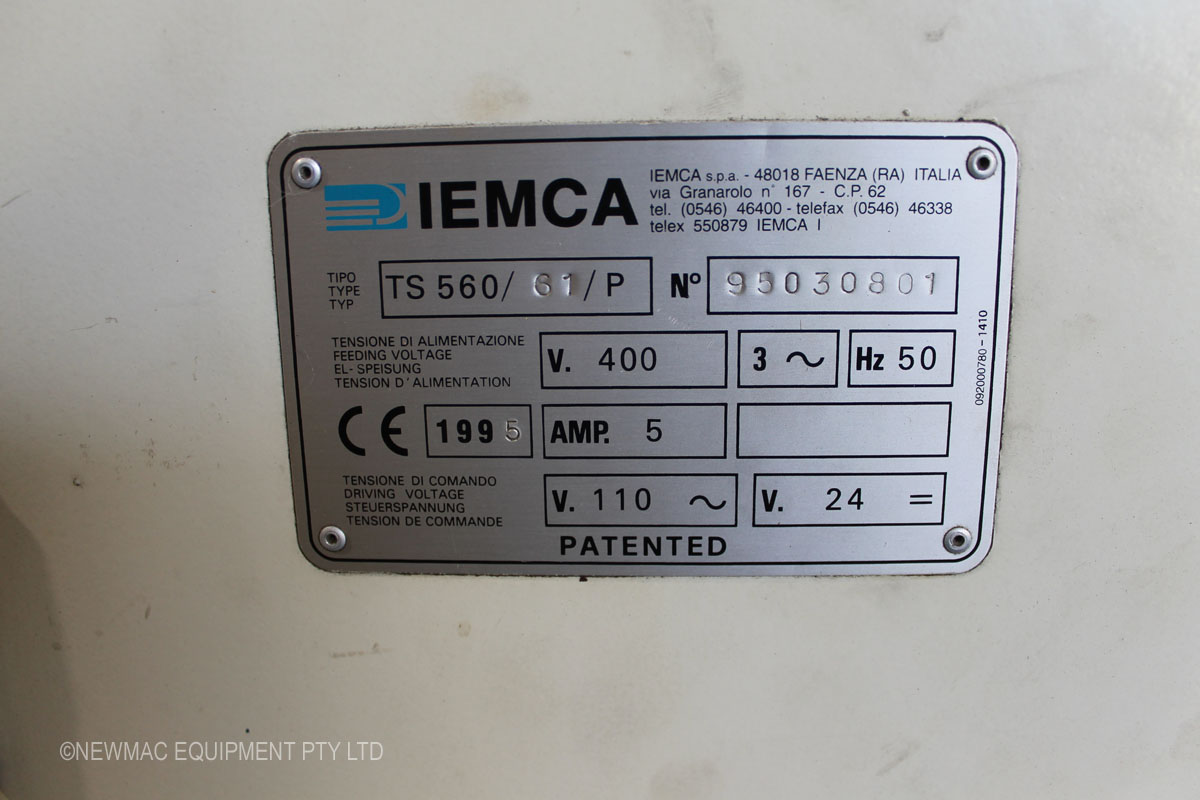 IEMCA
IEMCA s.p.a. - 48018 FAENZA (RA) ITALIA
via Granarolo n° 167 - C.P. 62
tel. (0546) 46400 - telefax (0546) 46338
telex 550879 IEMCA I
TIPO
TYPE
TYP
TS 560/ 61 / P
N° 95030801
TENSIONE DI ALIMENTAZIONE
FEEDING VOLTAGE
EL- SPEISUNG
TENSION D' ALIMENTATION
V. 400
3 ~
Hz 50
092000780 - 1410
CE
1995
AMP. 5
TENSIONE DI COMANDO
DRIVING VOLTAGE
STEUERSPANNUNG
TENSION DE COMMANDE
V. 110 ~
V. 24 =
PATENTED
©NEWMAC EQUIPMENT PTY LTD